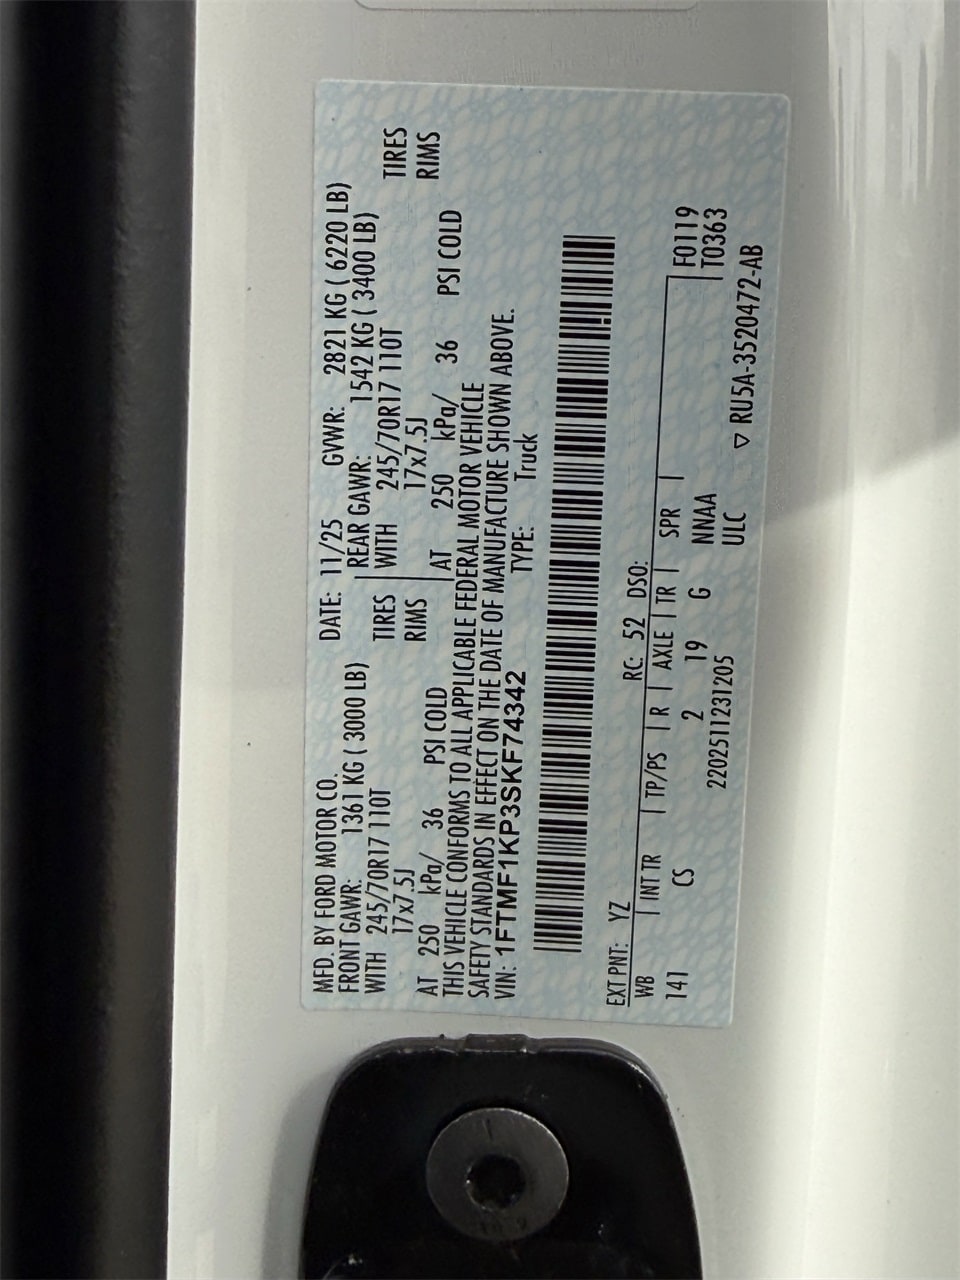 MFD. BY FORD MOTOR CO. DATE: 11/25 GVWR: 2821 KG ( 6220 LB)
FRONT GAWR: 1361 KG ( 3000 LB) REAR GAWR: 1542 KG ( 3400 LB)
WITH 245/70R17 110T TIRES WITH 245/70R17 110T TIRES
17x7.5J RIMS 17x7.5J RIMS
AT 250 kPa/ 36 PSI COLD AT 250 kPa/ 36 PSI COLD
THIS VEHICLE CONFORMS TO ALL APPLICABLE FEDERAL MOTOR VEHICLE
SAFETY STANDARDS IN EFFECT ON THE DATE OF MANUFACTURE SHOWN ABOVE.
VIN: 1FTMF1KP3SKF74342 TYPE: Truck
EXT PNT: YZ RC: 52 DSO:
WB INT TR TP/PS R AXLE TR SPR F0119
141 CS 2 19 G NNAA T0363
2202511231205 ULC ▽ RU5A-3520472-AB